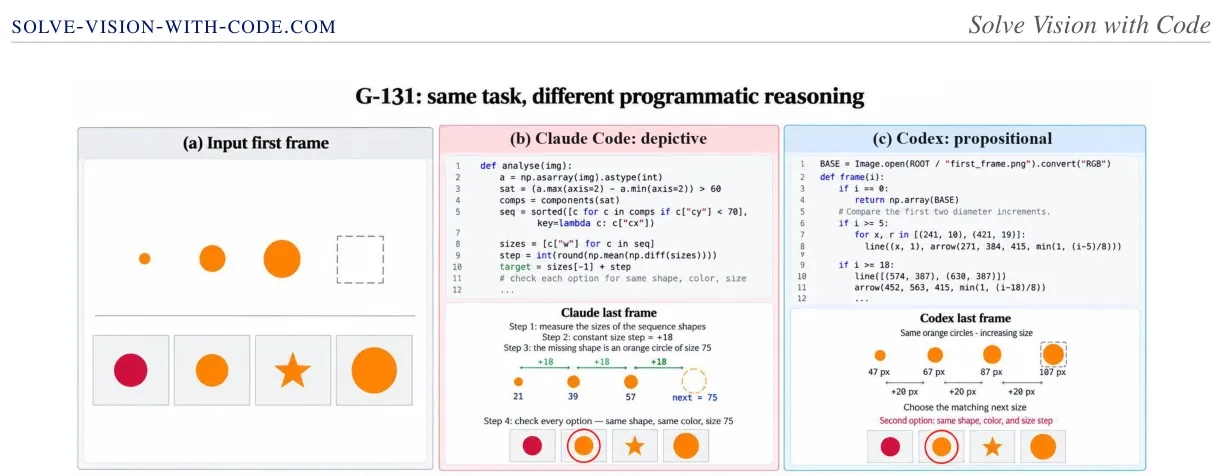 SOLVE-VISION-WITH-CODE.COM
Solve Vision with Code
G-131: same task, different programmatic reasoning
(a) Input first frame
(b) Claude Code: depictive
1 def analyse(img):
2 a = np.asarray(img).astype(int)
3 sat = (a.max(axis=2) - a.min(axis=2)) > 60
4 comps = components(sat)
5 seq = sorted([c for c in comps if c["cy"] < 70],
key=lambda c: c["cx"])
7
8 sizes = [c["w"] for c in seq]
9 step = int(round(np.mean(np.diff(sizes))))
10 target = sizes[-1] + step
11 # check each option for same shape, color, size
12 ...
Claude last frame
Step 1: measure the sizes of the sequence shapes
Step 2: constant size step = +18
Step 3: the missing shape is an orange circle of size 75
+18 +18 +18
21 39 57 next = 75
Step 4: check every option — same shape, same color, size 75
(c) Codex: propositional
1 BASE = Image.open(ROOT / "first_frame.png").convert("RGB")
2 def frame(i):
3 if i == 0:
4 return np.array(BASE)
5 # Compare the first two diameter increments.
6 if i >= 5:
7 for x, r in [(241, 10), (421, 19)]:
8 line((x, 1), arrow(271, 384, 415, min(1, (i-5)/8)))
9
9 if i >= 18:
10 line([(574, 387), (630, 387)])
11 arrow(452, 563, 415, min(1, (i-18)/8))
12 ...
Codex last frame
Same orange circles - increasing size
47 px 67 px 87 px 107 px
+20 px +20 px +20 px
Choose the matching next size
Second option: same shape, color, and size step